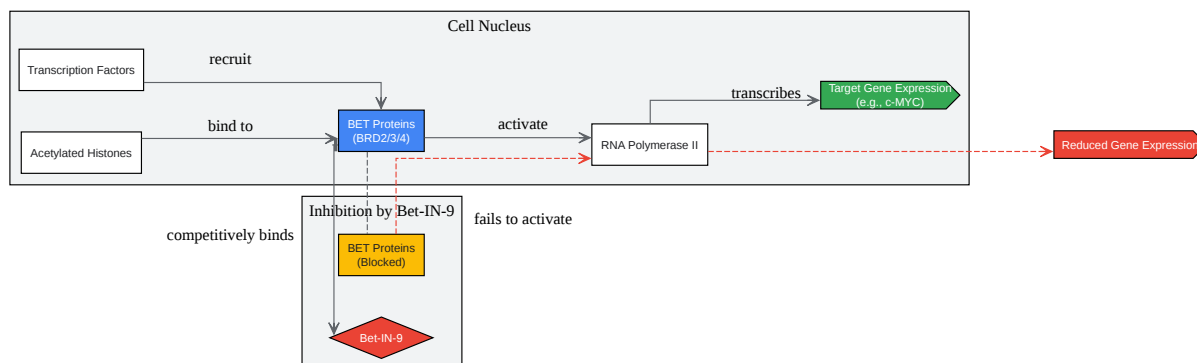 Cell Nucleus
Transcription Factors
recruit
Acetylated Histones
bind to
BET Proteins
(BRD2/3/4)
activate
RNA Polymerase II
transcribes
Target Gene Expression
(e.g., c-MYC)
Reduced Gene Expression
Inhibition by Bet-IN-9
competitively binds
fails to activate
BET Proteins
(Blocked)
Bet-IN-9